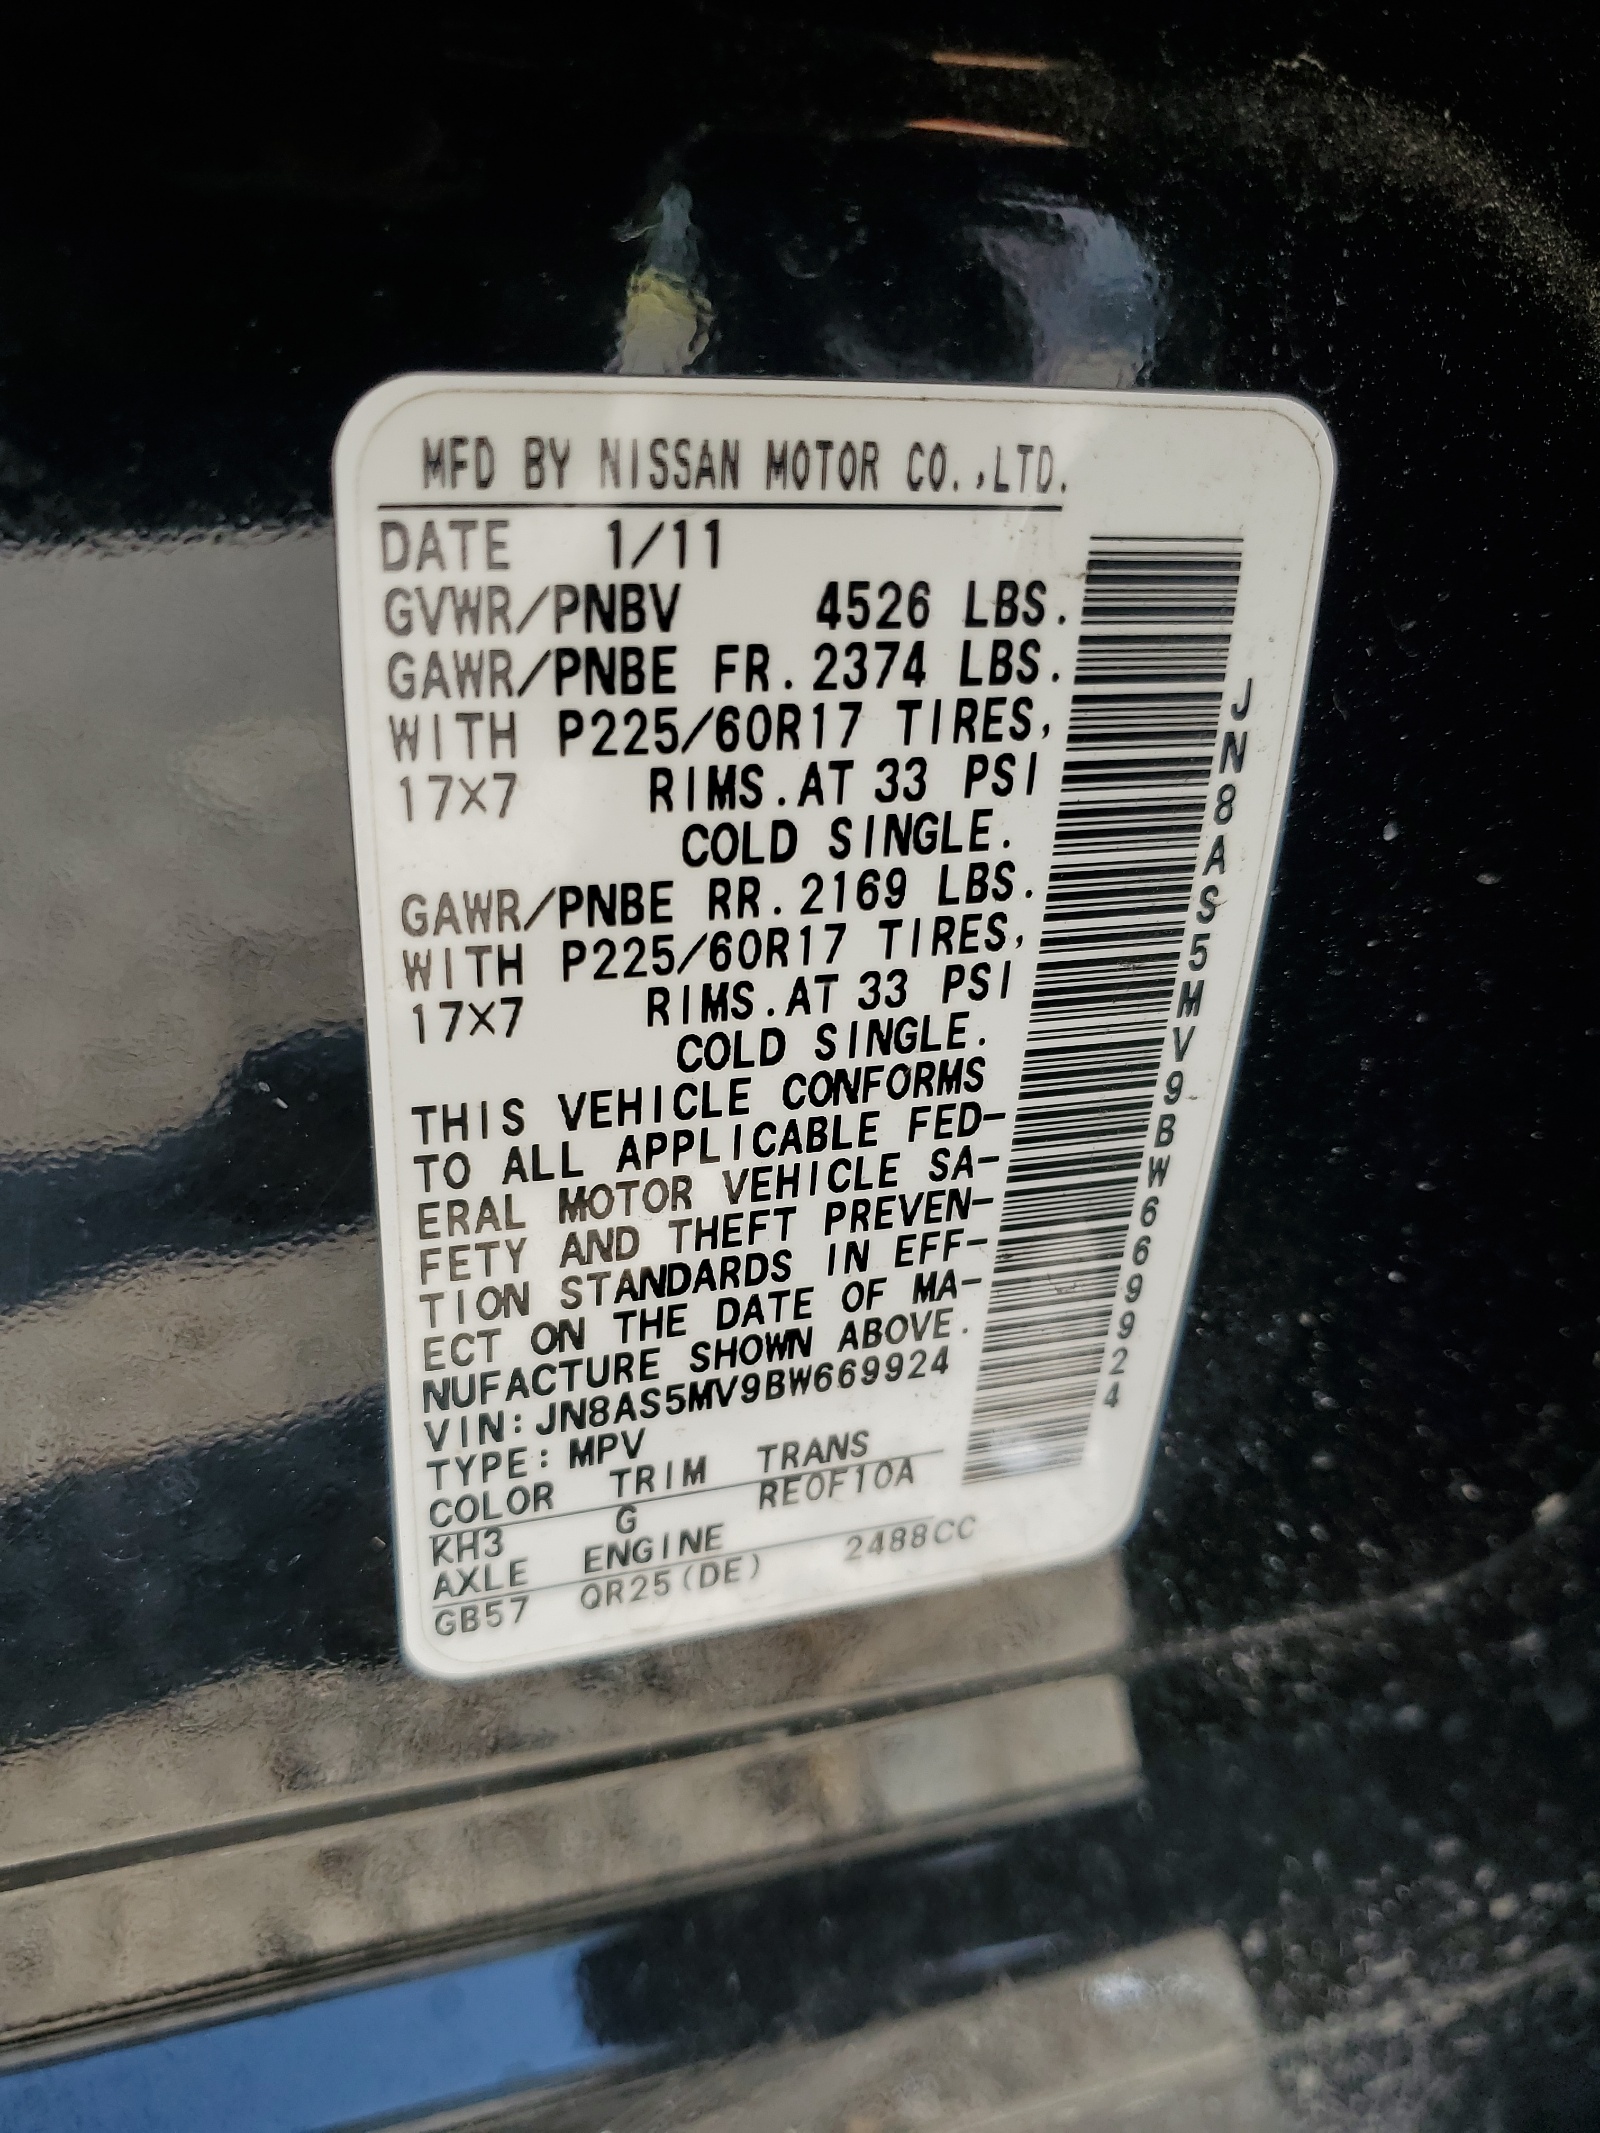 MFD BY NISSAN MOTOR CO.,LTD.
DATE 1/11
GVWR/PNBV 4526 LBS.
GAWR/PNBE FR.2374 LBS.
WITH P225/60R17 TIRES,
17X7 RIMS.AT 33 PSI
COLD SINGLE.
GAWR/PNBE RR.2169 LBS.
WITH P225/60R17 TIRES,
17X7 RIMS.AT 33 PSI
COLD SINGLE.
THIS VEHICLE CONFORMS
TO ALL APPLICABLE FED-
ERAL MOTOR VEHICLE SA-
FETY AND THEFT PREVEN-
TION STANDARDS IN EFF-
ECT ON THE DATE OF MA-
NUFACTURE SHOWN ABOVE.
VIN:JN8AS5MV9BW669924
TYPE:MPV
COLOR TRIM TRANS
KH3 G RE0F10A
AXLE ENGINE
GB57 QR25(DE) 2488CC
JN8AS5MV9BW669924